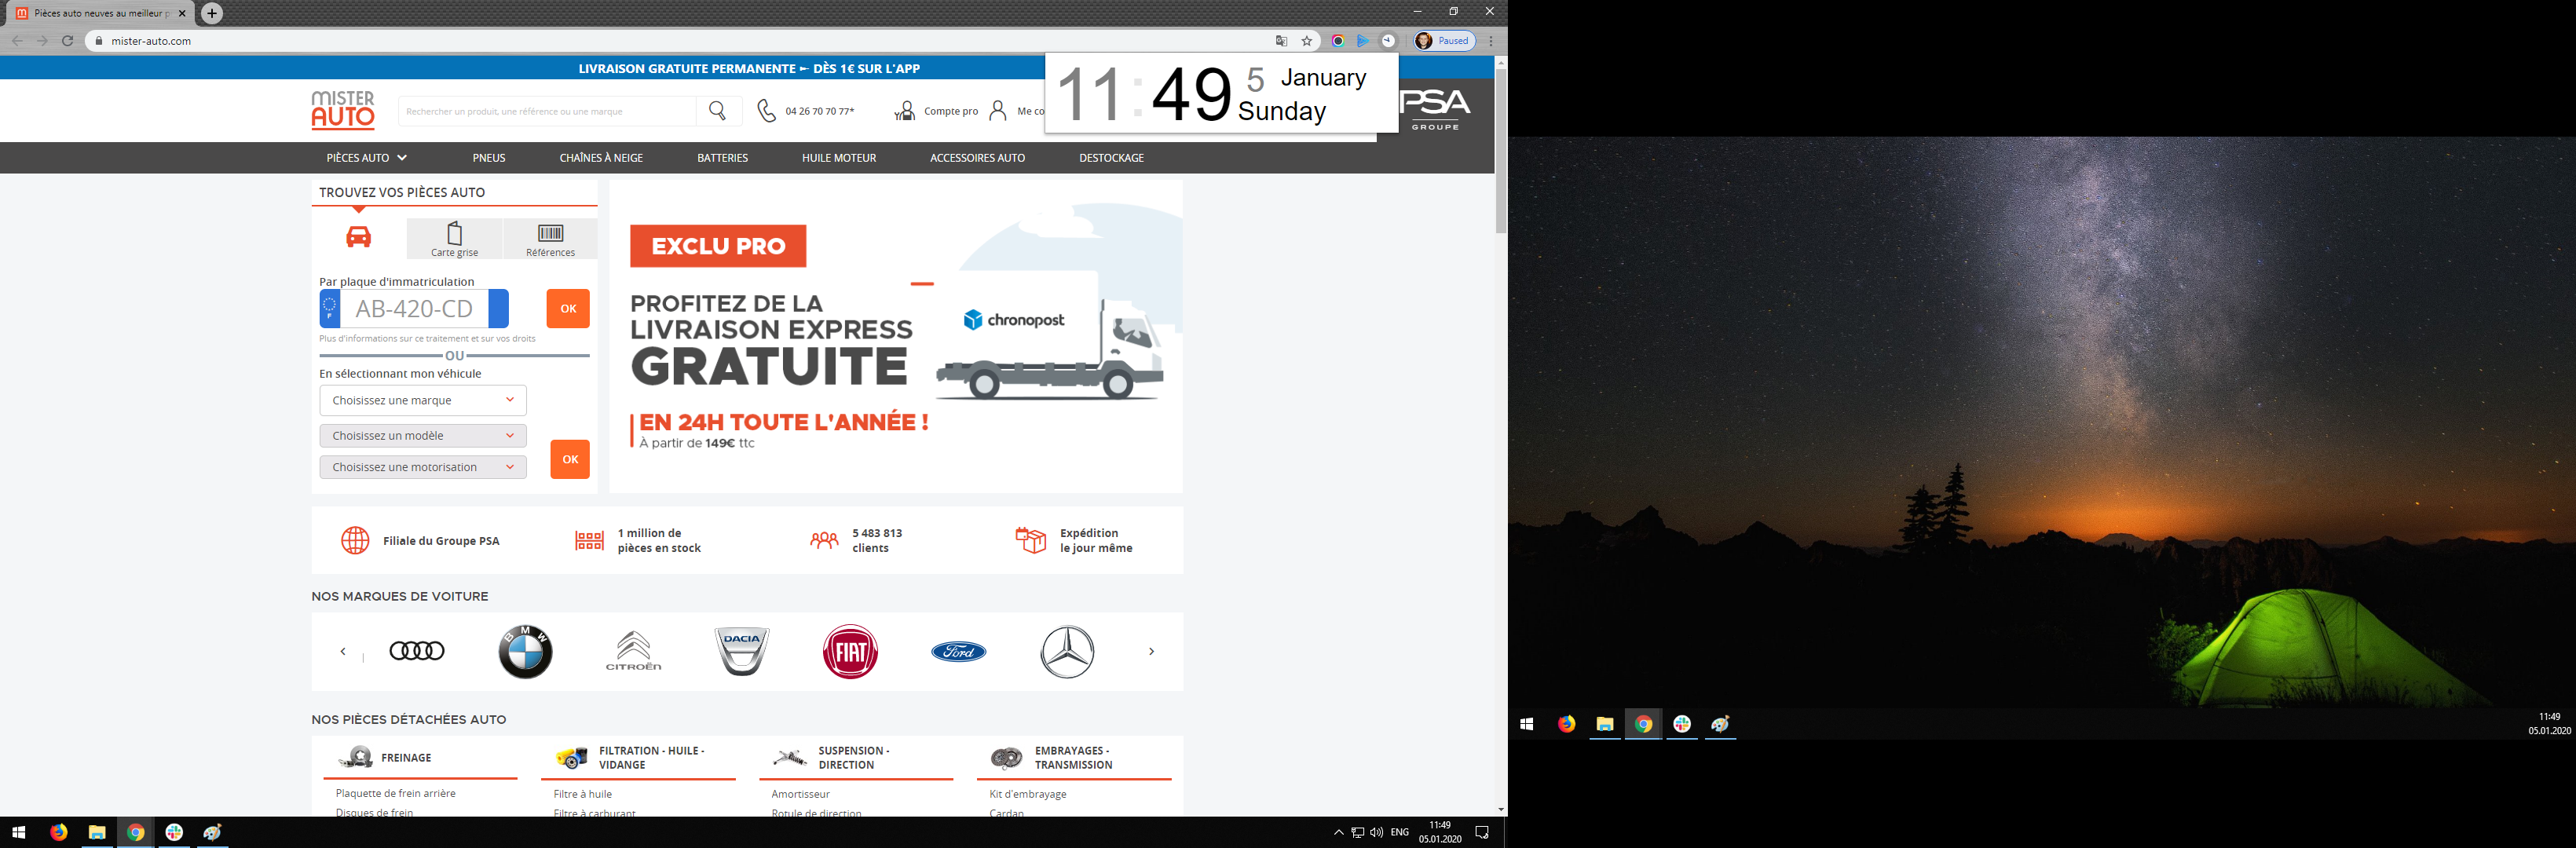 Pièces auto neuves au meilleur p
mister-auto.com
Paused
LIVRAISON GRATUITE PERMANENTE ➸ DÈS 1€ SUR L'APP
11:49 5 January
Sunday
MISTER
AUTO
Rechercher un produit, une référence ou une marque
04 26 70 70 77*
Compte pro
Me co
PSA
GROUPE
PIÈCES AUTO
PNEUS
CHAÎNES À NEIGE
BATTERIES
HUILE MOTEUR
ACCESSOIRES AUTO
DESTOCKAGE
TROUVEZ VOS PIÈCES AUTO
Carte grise
Références
Par plaque d'immatriculation
F
AB-420-CD
OK
Plus d'informations sur ce traitement et sur vos droits
OU
En sélectionnant mon véhicule
Choisissez une marque
Choisissez un modèle
Choisissez une motorisation
OK
EXCLU PRO
PROFITEZ DE LA
LIVRAISON EXPRESS
GRATUITE
EN 24H TOUTE L'ANNÉE !
À partir de 149€ ttc
chronopost
Filiale du Groupe PSA
1 million de
pièces en stock
5 483 813
clients
Expédition
le jour même
NOS MARQUES DE VOITURE
BMW
CITROËN
DACIA
FIAT
Ford
NOS PIÈCES DÉTACHÉES AUTO
FREINAGE
Plaquette de frein arrière
Disques de frein
FILTRATION - HUILE -
VIDANGE
Filtre à huile
Filtre à carburant
SUSPENSION -
DIRECTION
Amortisseur
Rotule de direction
EMBRAYAGES -
TRANSMISSION
Kit d'embrayage
Cardan
ENG
11:49
05.01.2020
11:49
05.01.2020